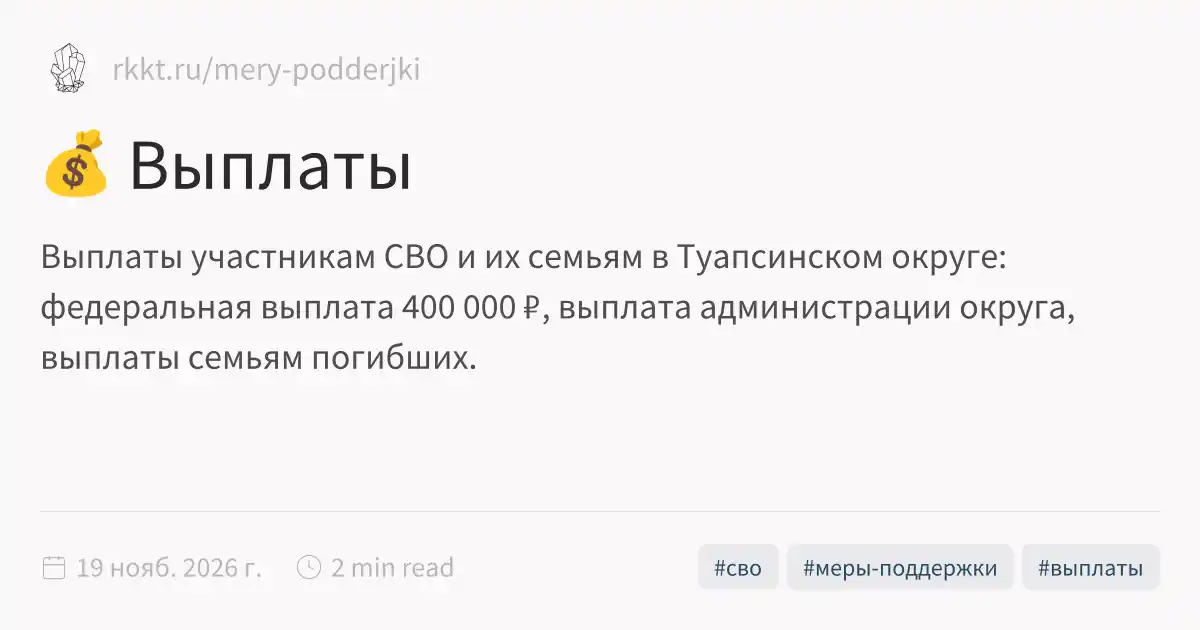 rkkt.ru/mery-podderjki
💰 Выплаты
Выплаты участникам СВО и их семьям в Туапсинском округе:
федеральная выплата 400 000 ₽, выплата администрации округа,
выплаты семьям погибших.
19 нояб. 2026 г. 2 min read #сво #меры-поддержки #выплаты